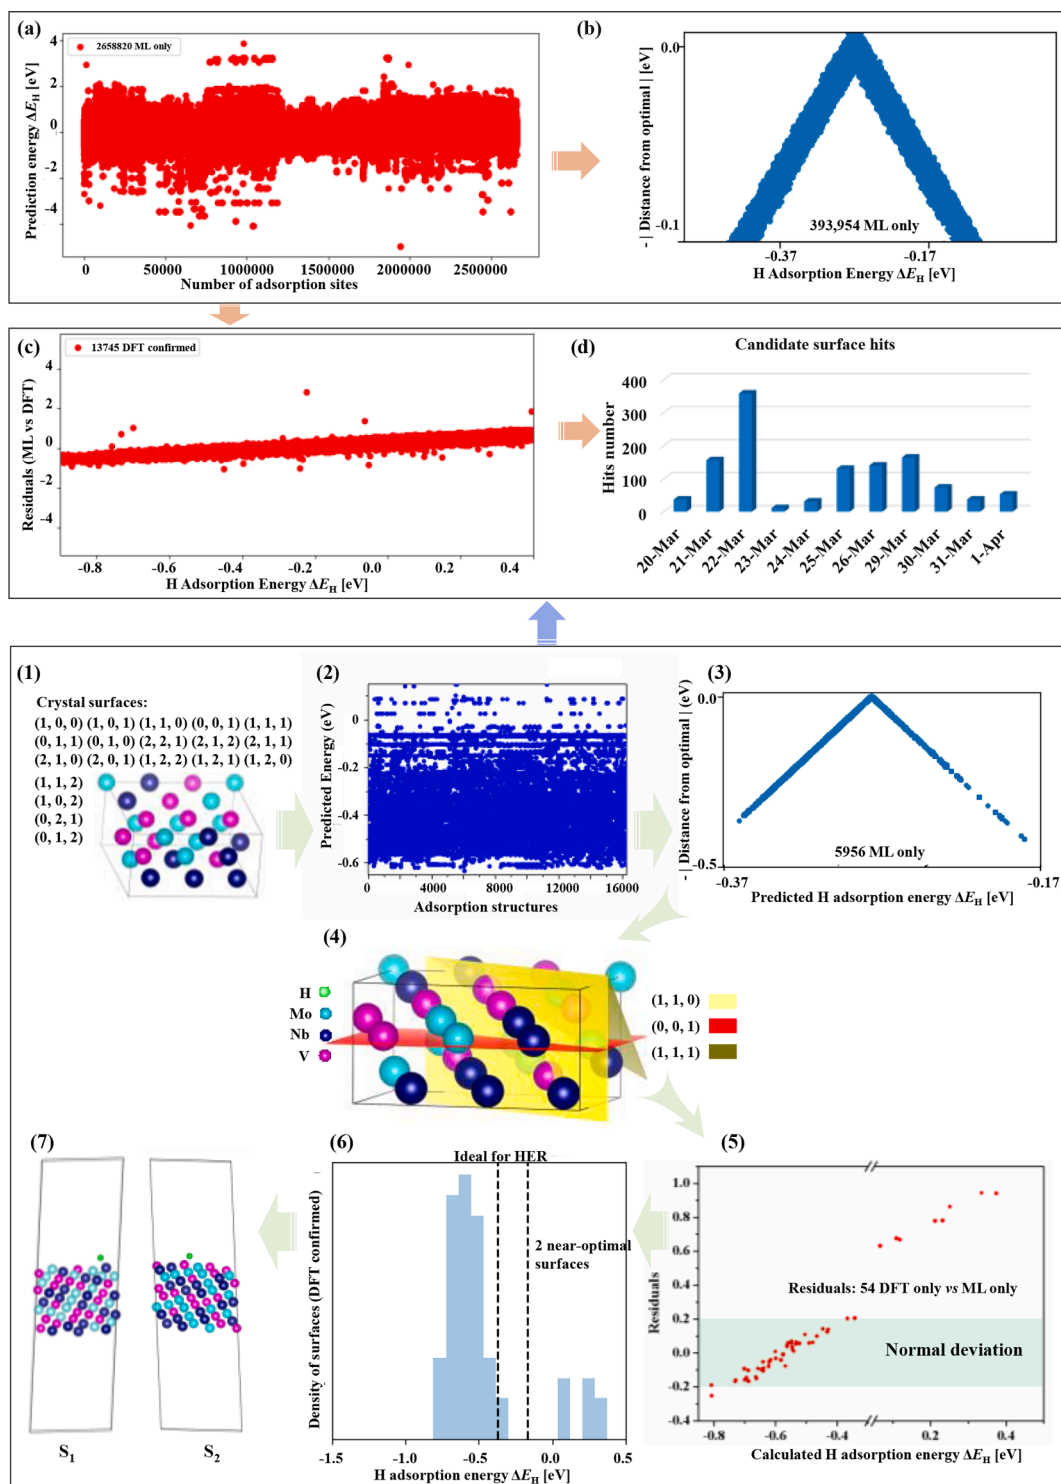 (a)
2658820 ML only
Prediction energy ΔE_H [eV]
4
2
0
-2
-4
0 50000 1000000 1500000 2000000 2500000
Number of adsorption sites
(b)
- | Distance from optimal | [eV]
0.0
-0.1
393,954 ML only
-0.37 -0.17
H Adsorption Energy ΔE_H [eV]
(c)
13745 DFT confirmed
Residuals (ML vs DFT)
4
2
0
-2
-4
-0.8 -0.6 -0.4 -0.2 0.0 0.2 0.4
H Adsorption Energy ΔE_H [eV]
(d)
Candidate surface hits
Hits number
400
300
200
100
0
20-Mar 21-Mar 22-Mar 23-Mar 24-Mar 25-Mar 26-Mar 29-Mar 30-Mar 31-Mar 1-Apr
(1)
Crystal surfaces:
(1, 0, 0) (1, 0, 1) (1, 1, 0) (0, 0, 1) (1, 1, 1)
(0, 1, 1) (0, 1, 0) (2, 2, 1) (2, 1, 2) (2, 1, 1)
(2, 1, 0) (2, 0, 1) (1, 2, 2) (1, 2, 1) (1, 2, 0)
(1, 1, 2)
(1, 0, 2)
(0, 2, 1)
(0, 1, 2)
(2)
Predicted Energy (eV)
0
-0.2
-0.4
-0.6
0 4000 8000 12000 16000
Adsorption structures
(3)
- | Distance from optimal | (eV)
0.0
-0.5
5956 ML only
-0.37 -0.17
Predicted H adsorption energy ΔE_H [eV]
(4)
H
Mo
Nb
V
(1, 1, 0)
(0, 0, 1)
(1, 1, 1)
(7)
S₁
S₂
(6)
Ideal for HER
2 near-optimal
surfaces
Density of surfaces (DFT confirmed)
-1.5 -1.0 -0.5 0.0 0.5
H adsorption energy ΔE_H [eV]
(5)
Residuals
1.0
0.8
0.6
0.4
0.2
0.0
-0.2
-0.4
Residuals: 54 DFT only vs ML only
Normal deviation
-0.8 -0.6 -0.4 0.2 0.4
Calculated H adsorption energy ΔE_H [eV]